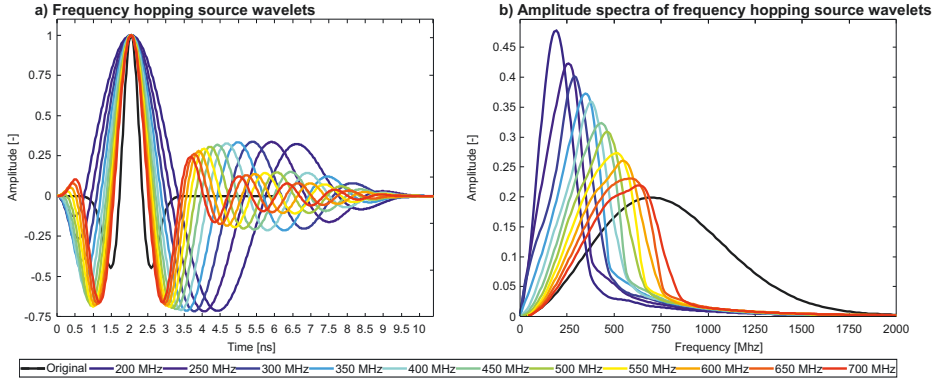 a) Frequency hopping source wavelets
1
0.75
0.5
0.25
0
-0.25
-0.5
-0.75
Amplitude [-]
0 0.5 1 1.5 2 2.5 3 3.5 4 4.5 5 5.5 6 6.5 7 7.5 8 8.5 9 9.5 10
Time [ns]
b) Amplitude spectra of frequency hopping source wavelets
0.45
0.4
0.35
0.3
0.25
0.2
0.15
0.1
0.05
0
Amplitude [-]
0 250 500 750 1000 1250 1500 1750 2000
Frequency [Mhz]
Original 200 MHz 250 MHz 300 MHz 350 MHz 400 MHz 450 MHz 500 MHz 550 MHz 600 MHz 650 MHz 700 MHz